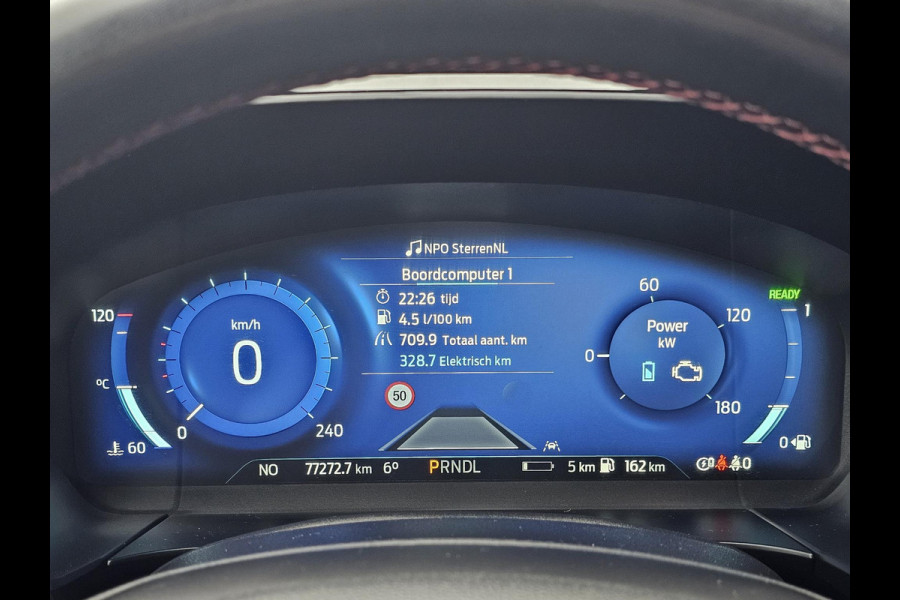 NPO SterrenNL
Boordcomputer 1
22:26 tijd
4.5 l/100 km
709.9 Totaal aant. km
328.7 Elektrisch km
50
120
°C
60
km/h
0
0
240
60
0
120
180
Power
kW
READY
1
0
NO 77272.7 km 6° PRNDL 5 km 162 km 0